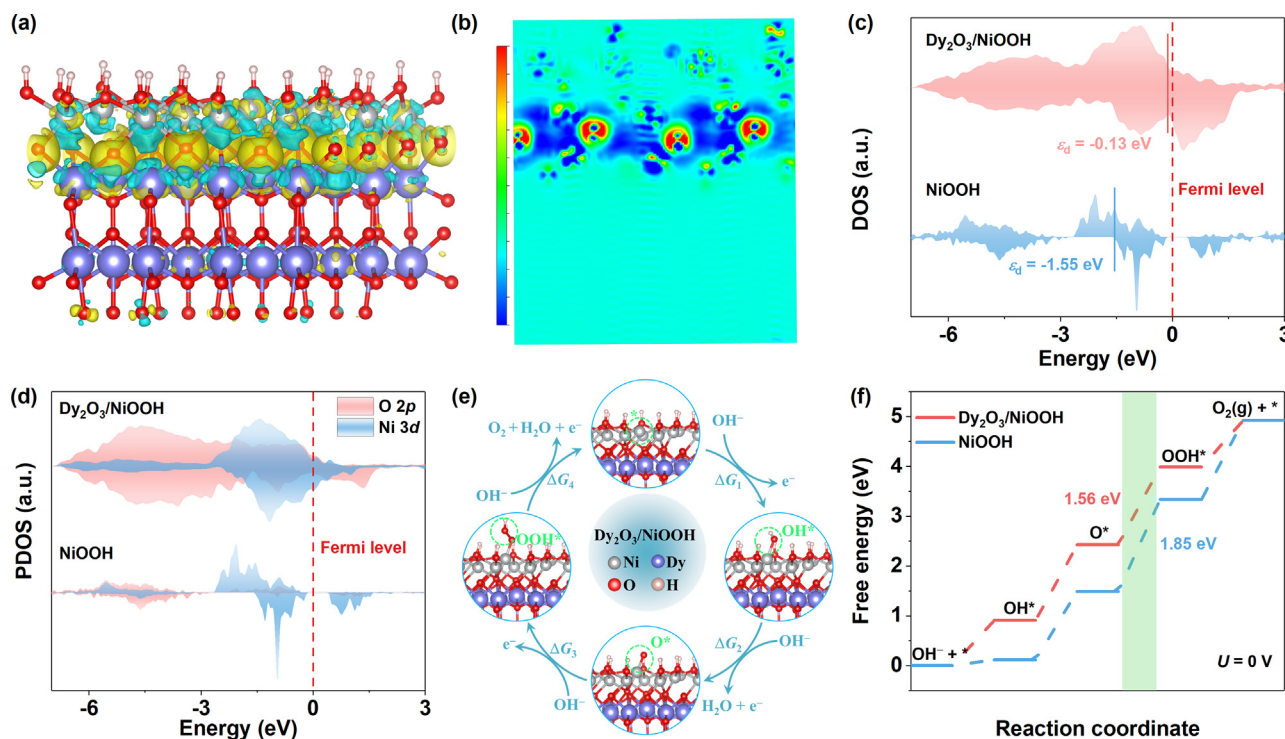 (a)
(b)
(c)
Dy₂O₃/NiOOH
εd = -0.13 eV
NiOOH
Fermi level
εd = -1.55 eV
DOS (a.u.)
-6 -3 0 3
Energy (eV)
(d)
O 2p
Dy₂O₃/NiOOH
Ni 3d
Fermi level
NiOOH
PDOS (a.u.)
-6 -3 0 3
Energy (eV)
(e)
*
O₂ + H₂O + e⁻
OH⁻
OH⁻
ΔG₄
ΔG₁
e⁻
OOH*
Dy₂O₃/NiOOH
OH*
Ni Dy
O H
e⁻
ΔG₃
O*
ΔG₂
OH⁻
OH⁻
H₂O + e⁻
(f)
Dy₂O₃/NiOOH
NiOOH
O₂(g) + *
OOH*
1.56 eV
1.85 eV
O*
OH*
OH⁻ + *
U = 0 V
Free energy (eV)
5
4
3
2
1
0
Reaction coordinate